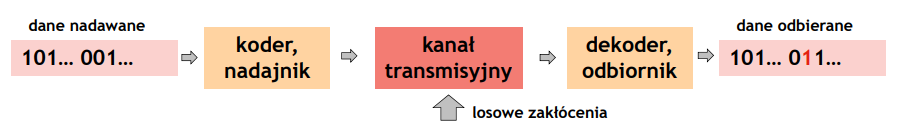 dane nadawane
101... 001...
koder,
nadajnik
kanał
transmisyjny
dekoder,
odbiornik
dane odbierane
101... 011...
losowe zakłócenia